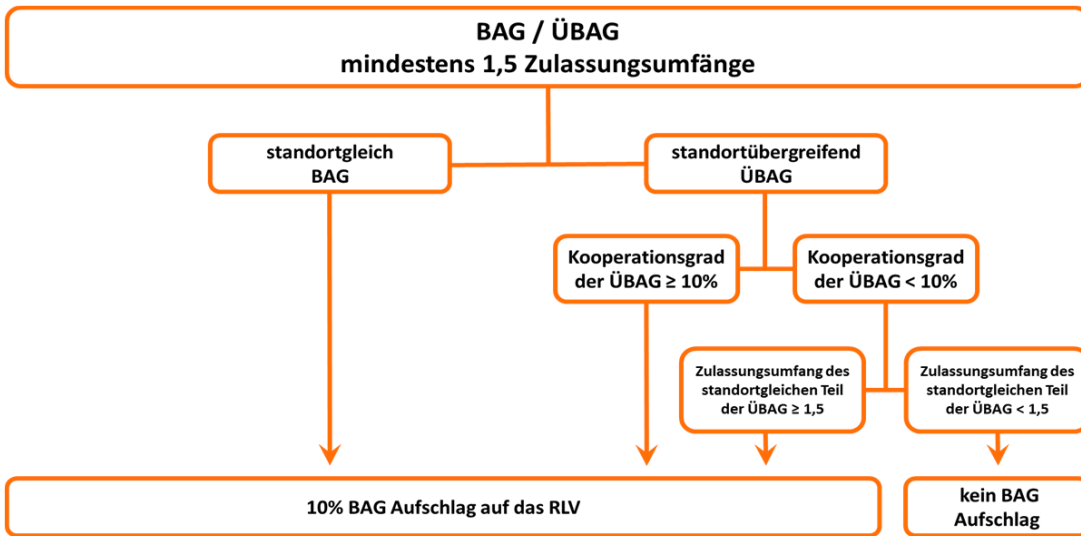 BAG / ÜBAG
mindestens 1,5 Zulassungsumfänge
standortgleich
BAG
standortübergreifend
ÜBAG
Kooperationsgrad
der ÜBAG ≥ 10%
Kooperationsgrad
der ÜBAG < 10%
Zulassungsumfang des
standortgleichen Teil
der ÜBAG ≥ 1,5
Zulassungsumfang des
standortgleichen Teil
der ÜBAG < 1,5
10% BAG Aufschlag auf das RLV
kein BAG
Aufschlag